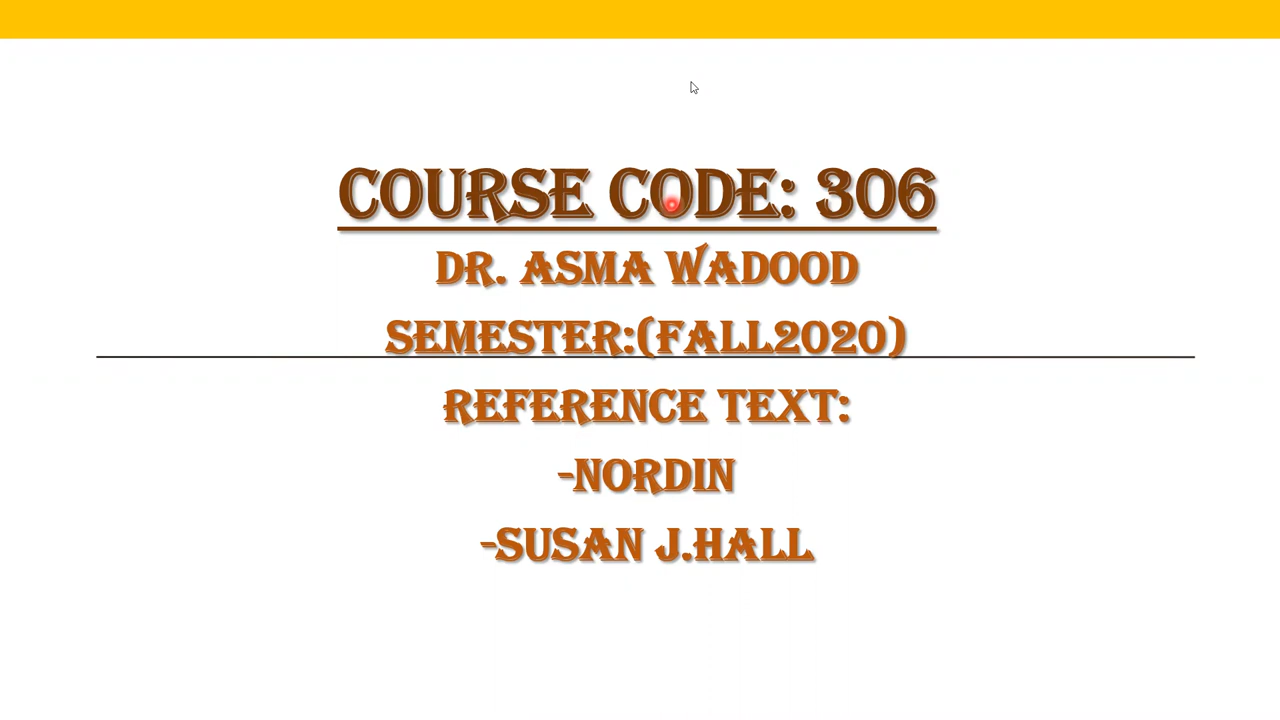 COURSE CODE: 306
DR. ASMA WADOOD
SEMESTER:(FALL2020)
REFERENCE TEXT:
-NORDIN
-SUSAN J.HALL